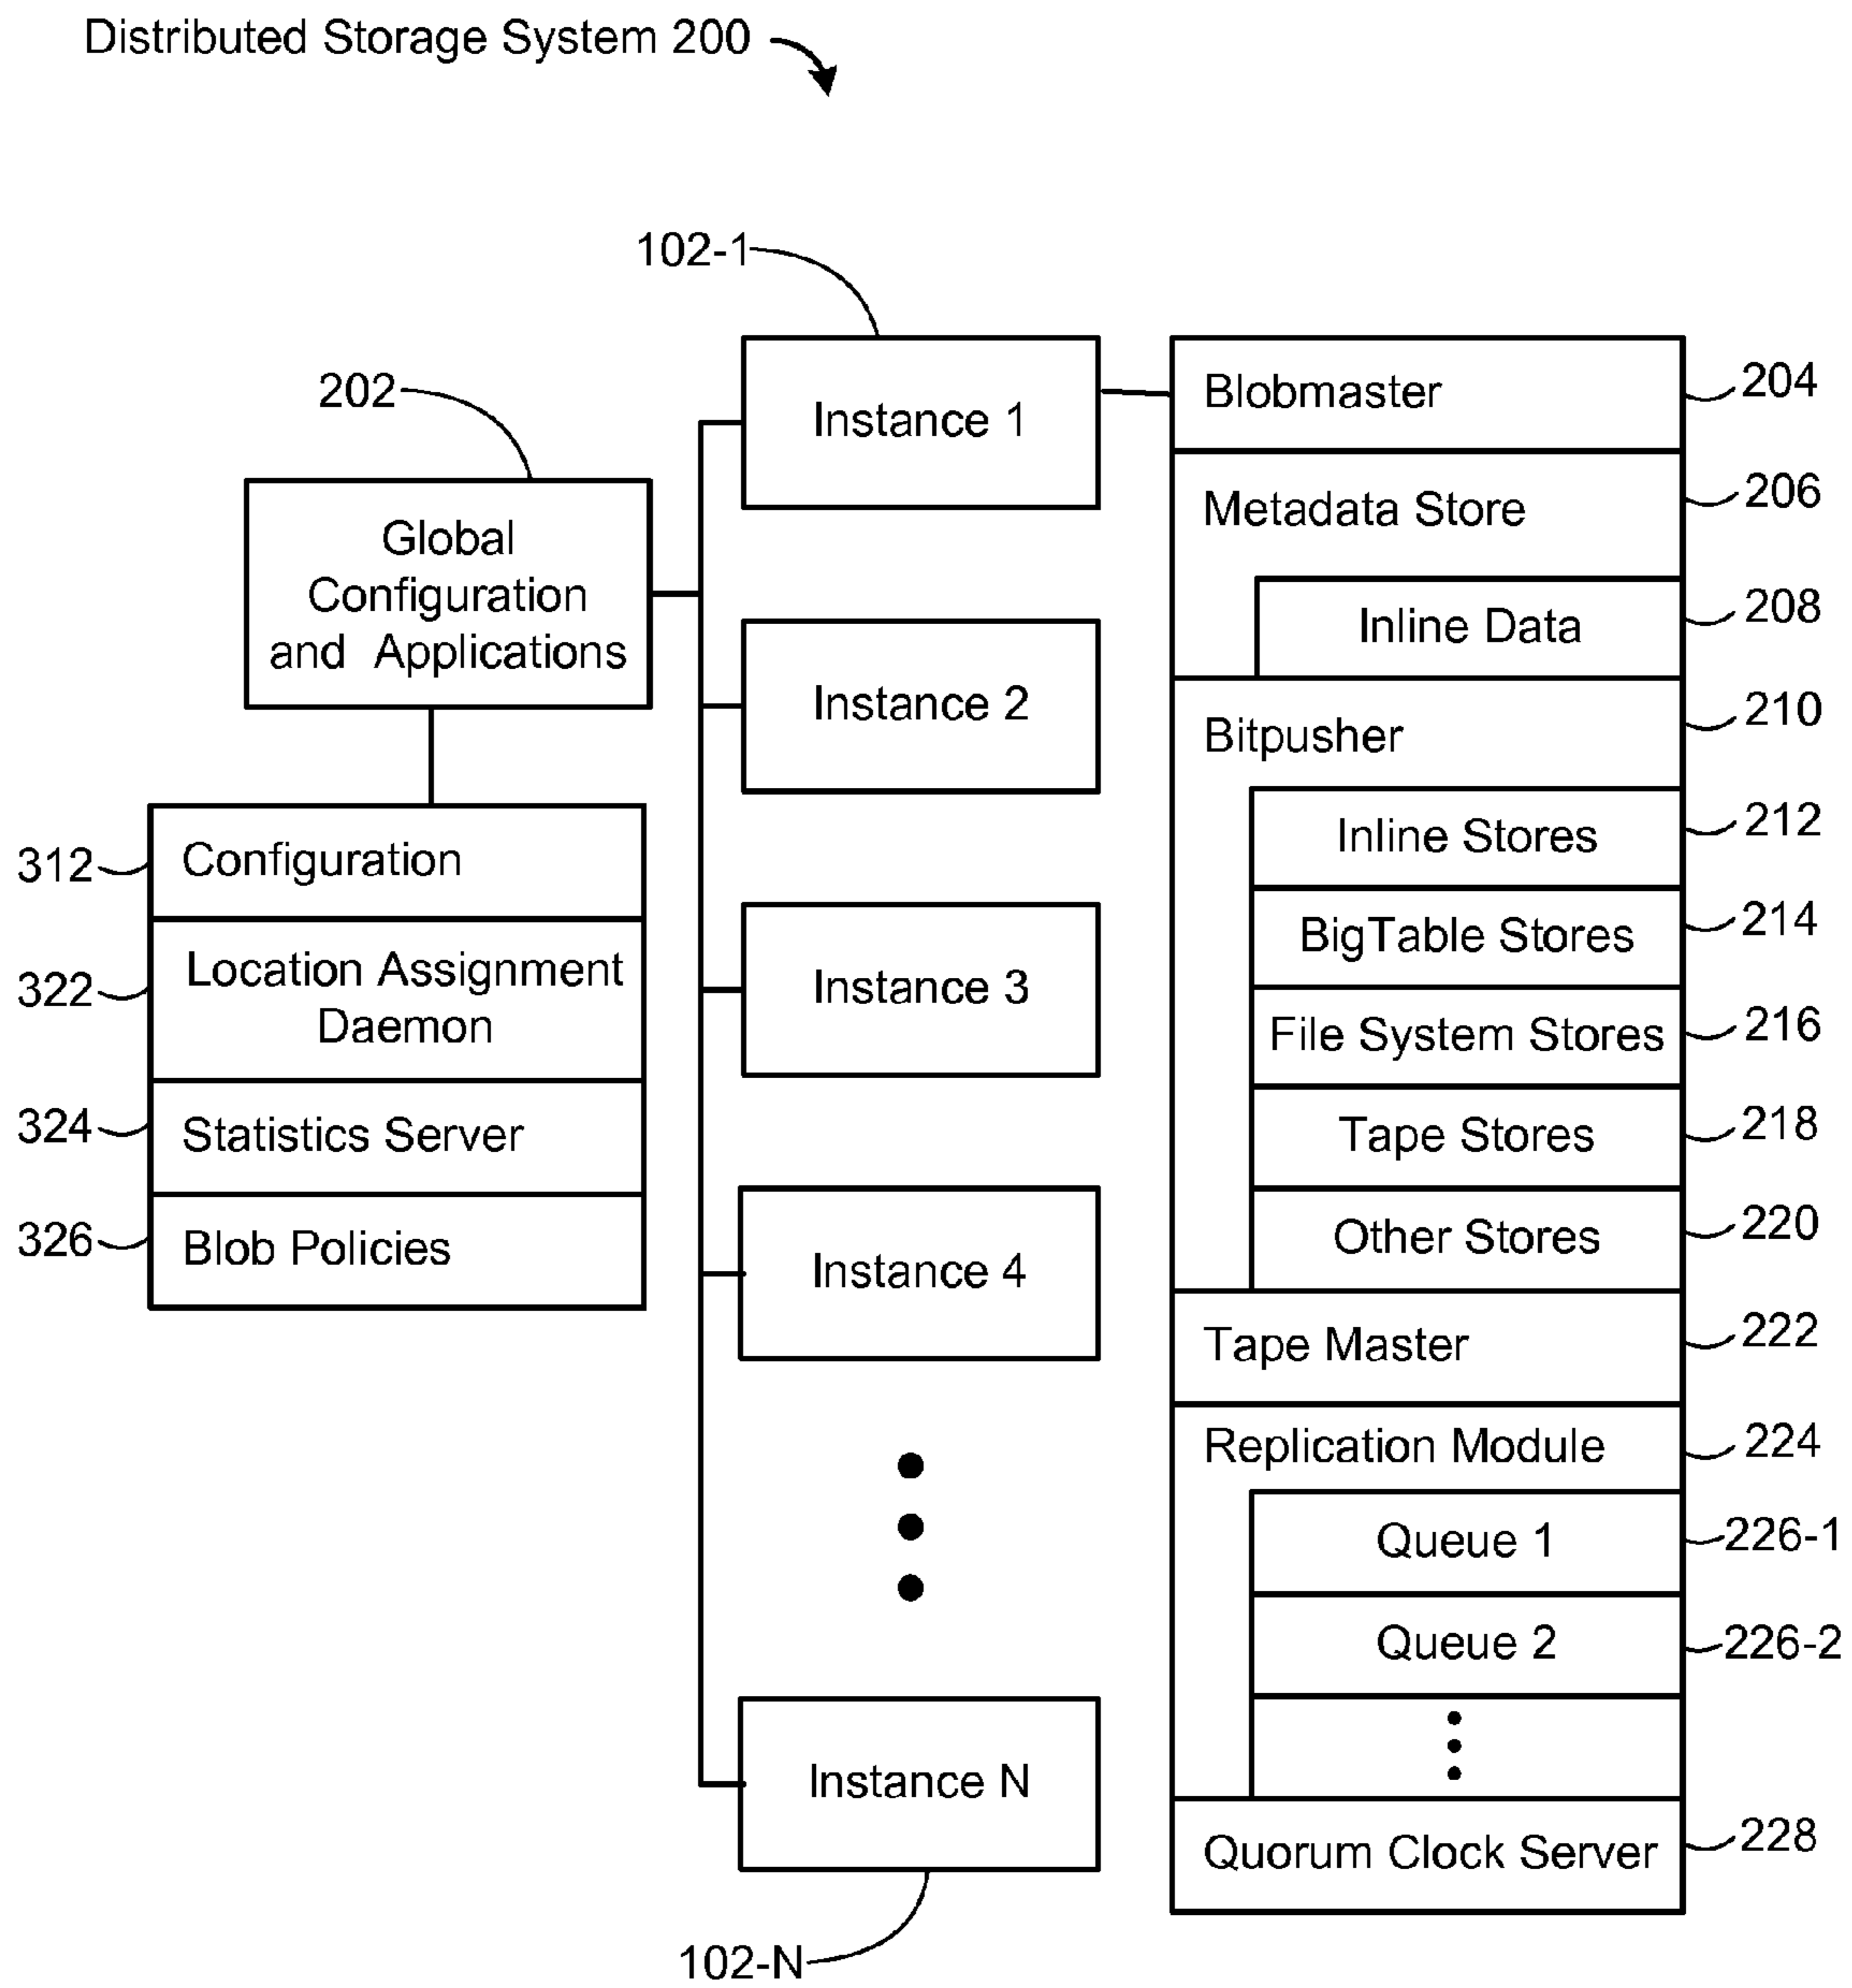 Distributed Storage System 200
102-1
202
Global
Configuration
and Applications
312
Configuration
322
Location Assignment
Daemon
324
Statistics Server
326
Blob Policies
Instance 1
Instance 2
Instance 3
Instance 4
Instance N
102-N
Blobmaster
204
Metadata Store
206
Inline Data
208
Bitpusher
210
Inline Stores
212
BigTable Stores
214
File System Stores
216
Tape Stores
218
Other Stores
220
Tape Master
222
Replication Module
224
Queue 1
226-1
Queue 2
226-2
Quorum Clock Server
228